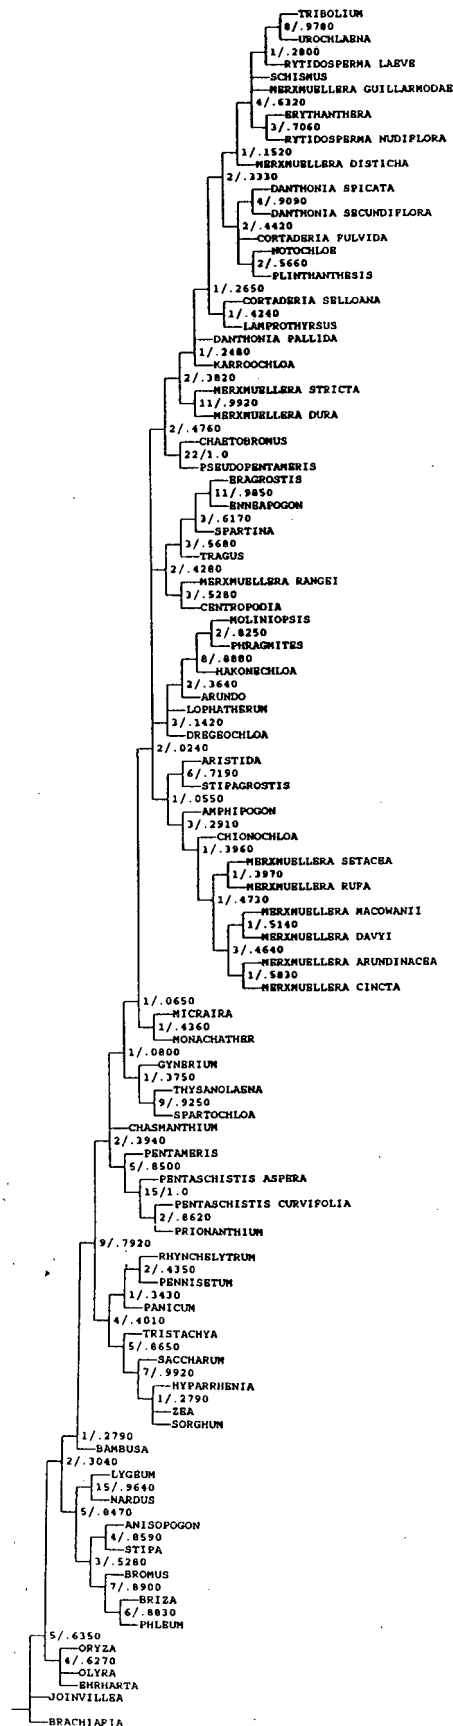 TRIBOLIUM
8/.9780
UROCHLAENA
1/.2800
RYTIDOSPERMA LAEVE
SCHISMUS
MERXMUELLERA GUILLARMODAE
4/.6320
ERYTHANTHERA
3/.7060
RYTIDOSPERMA NUDIFLORA
1/.1520
MERXMUELLERA DISTICHA
2/.3330
DANTHONIA SPICATA
4/.9090
DANTHONIA SECUNDIFLORA
2/.4420
CORTADERIA FULVIDA
NOTOCHLOE
2/.5660
PLINTHANTHESIS
1/.2650
CORTADERIA SELLOANA
1/.4240
LAMPROTHYRSUS
DANTHONIA PALLIDA
1/.2480
KARROOCHLOA
2/.3820
MERXMUELLERA STRICTA
11/.9920
MERXMUELLERA DURA
2/.4760
CHAETOBROMUS
22/1.0
PSEUDOPENTAMERIS
ERAGROSTIS
11/.9850
ENNEAPOGON
3/.6170
SPARTINA
3/.5680
TRAGUS
2/.4280
MERXMUELLERA RANGEI
3/.5280
CENTROPODIA
MOLINIOPSIS
2/.8250
PHRAGMITES
8/.8880
HAKONECHLOA
2/.3640
ARUNDO
LOPHATHERUM
3/.1420
DREGEOCHLOA
2/.0240
ARISTIDA
6/.7190
STIPAGROSTIS
1/.0550
AMPHIPOGON
3/.2910
CHIONOCHLOA
1/.3960
MERXMUELLERA SETACEA
1/.3970
MERXMUELLERA RUFA
1/.4730
MERXMUELLERA MACOWANII
1/.5140
MERXMUELLERA DAVYI
3/.4640
MERXMUELLERA ARUNDINACEA
1/.5830
MERXMUELLERA CINCTA
1/.0650
MICRAIRA
1/.4360
MONACHATHER
1/.0800
GYNERIUM
1/.3750
THYSANOLAENA
9/.9250
SPARTOCHLOA
CHASMANTHIUM
2/.3940
PENTAMERIS
5/.8500
PENTASCHISTIS ASPERA
15/1.0
PENTASCHISTIS CURVIFOLIA
2/.8620
PRIONANTHIUM
9/.7920
RHYNCHELYTRUM
2/.4350
PENNISETUM
1/.3430
PANICUM
4/.4010
TRISTACHYA
5/.8650
SACCHARUM
7/.9920
HYPARRHENIA
1/.2790
ZEA
SORGHUM
1/.2790
BAMBUSA
2/.3040
LYGEUM
15/.9640
NARDUS
5/.8470
ANISOPOGON
4/.8590
STIPA
3/.5280
BROMUS
7/.8900
BRIZA
6/.8830
PHLEUM
5/.6350
ORYZA
4/.6270
OLYRA
EHRHARTA
JOINVILLEA
BRACHIARIA